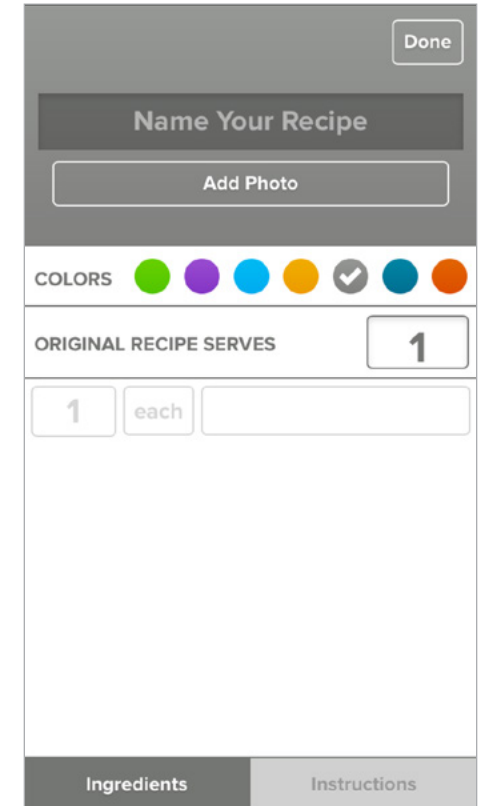 Done
Name Your Recipe
Add Photo
COLORS
ORIGINAL RECIPE SERVES 1
1 each
Ingredients Instructions